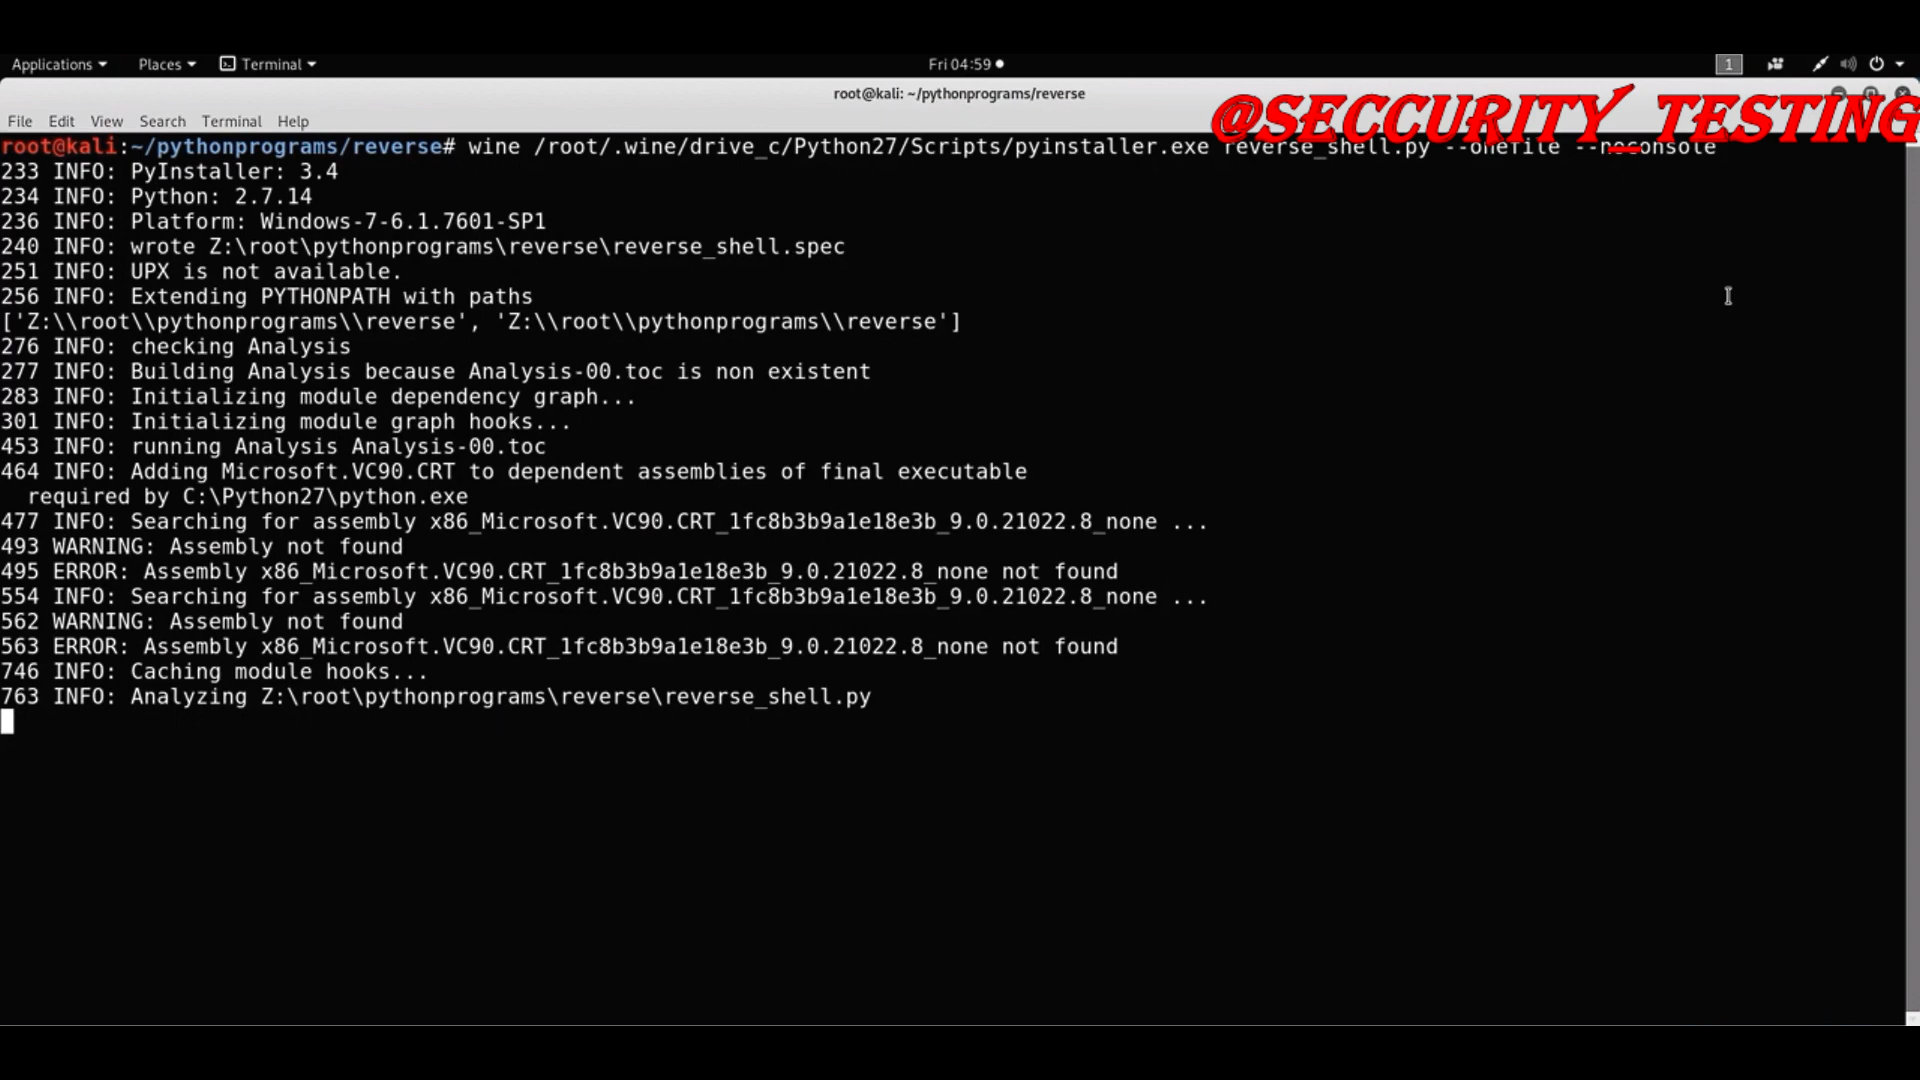 Applications Places Terminal Fri 04:59 1
root@kali: ~/pythonprograms/reverse
@SECCURITY_TESTING
File Edit View Search Terminal Help
root@kali:~/pythonprograms/reverse# wine /root/.wine/drive_c/Python27/Scripts/pyinstaller.exe reverse_shell.py --onefile --noconsole
233 INFO: PyInstaller: 3.4
234 INFO: Python: 2.7.14
236 INFO: Platform: Windows-7-6.1.7601-SP1
240 INFO: wrote Z:\root\pythonprograms\reverse\reverse_shell.spec
251 INFO: UPX is not available.
256 INFO: Extending PYTHONPATH with paths
['Z:\\root\\pythonprograms\\reverse', 'Z:\\root\\pythonprograms\\reverse']
276 INFO: checking Analysis
277 INFO: Building Analysis because Analysis-00.toc is non existent
283 INFO: Initializing module dependency graph...
301 INFO: Initializing module graph hooks...
453 INFO: running Analysis Analysis-00.toc
464 INFO: Adding Microsoft.VC90.CRT to dependent assemblies of final executable
  required by C:\Python27\python.exe
477 INFO: Searching for assembly x86_Microsoft.VC90.CRT_1fc8b3b9a1e18e3b_9.0.21022.8_none ...
493 WARNING: Assembly not found
495 ERROR: Assembly x86_Microsoft.VC90.CRT_1fc8b3b9a1e18e3b_9.0.21022.8_none not found
554 INFO: Searching for assembly x86_Microsoft.VC90.CRT_1fc8b3b9a1e18e3b_9.0.21022.8_none ...
562 WARNING: Assembly not found
563 ERROR: Assembly x86_Microsoft.VC90.CRT_1fc8b3b9a1e18e3b_9.0.21022.8_none not found
746 INFO: Caching module hooks...
763 INFO: Analyzing Z:\root\pythonprograms\reverse\reverse_shell.py